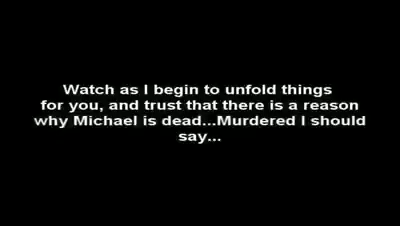 Watch as I begin to unfold things
for you, and trust that there is a reason
why Michael is dead...Murdered I should
say...